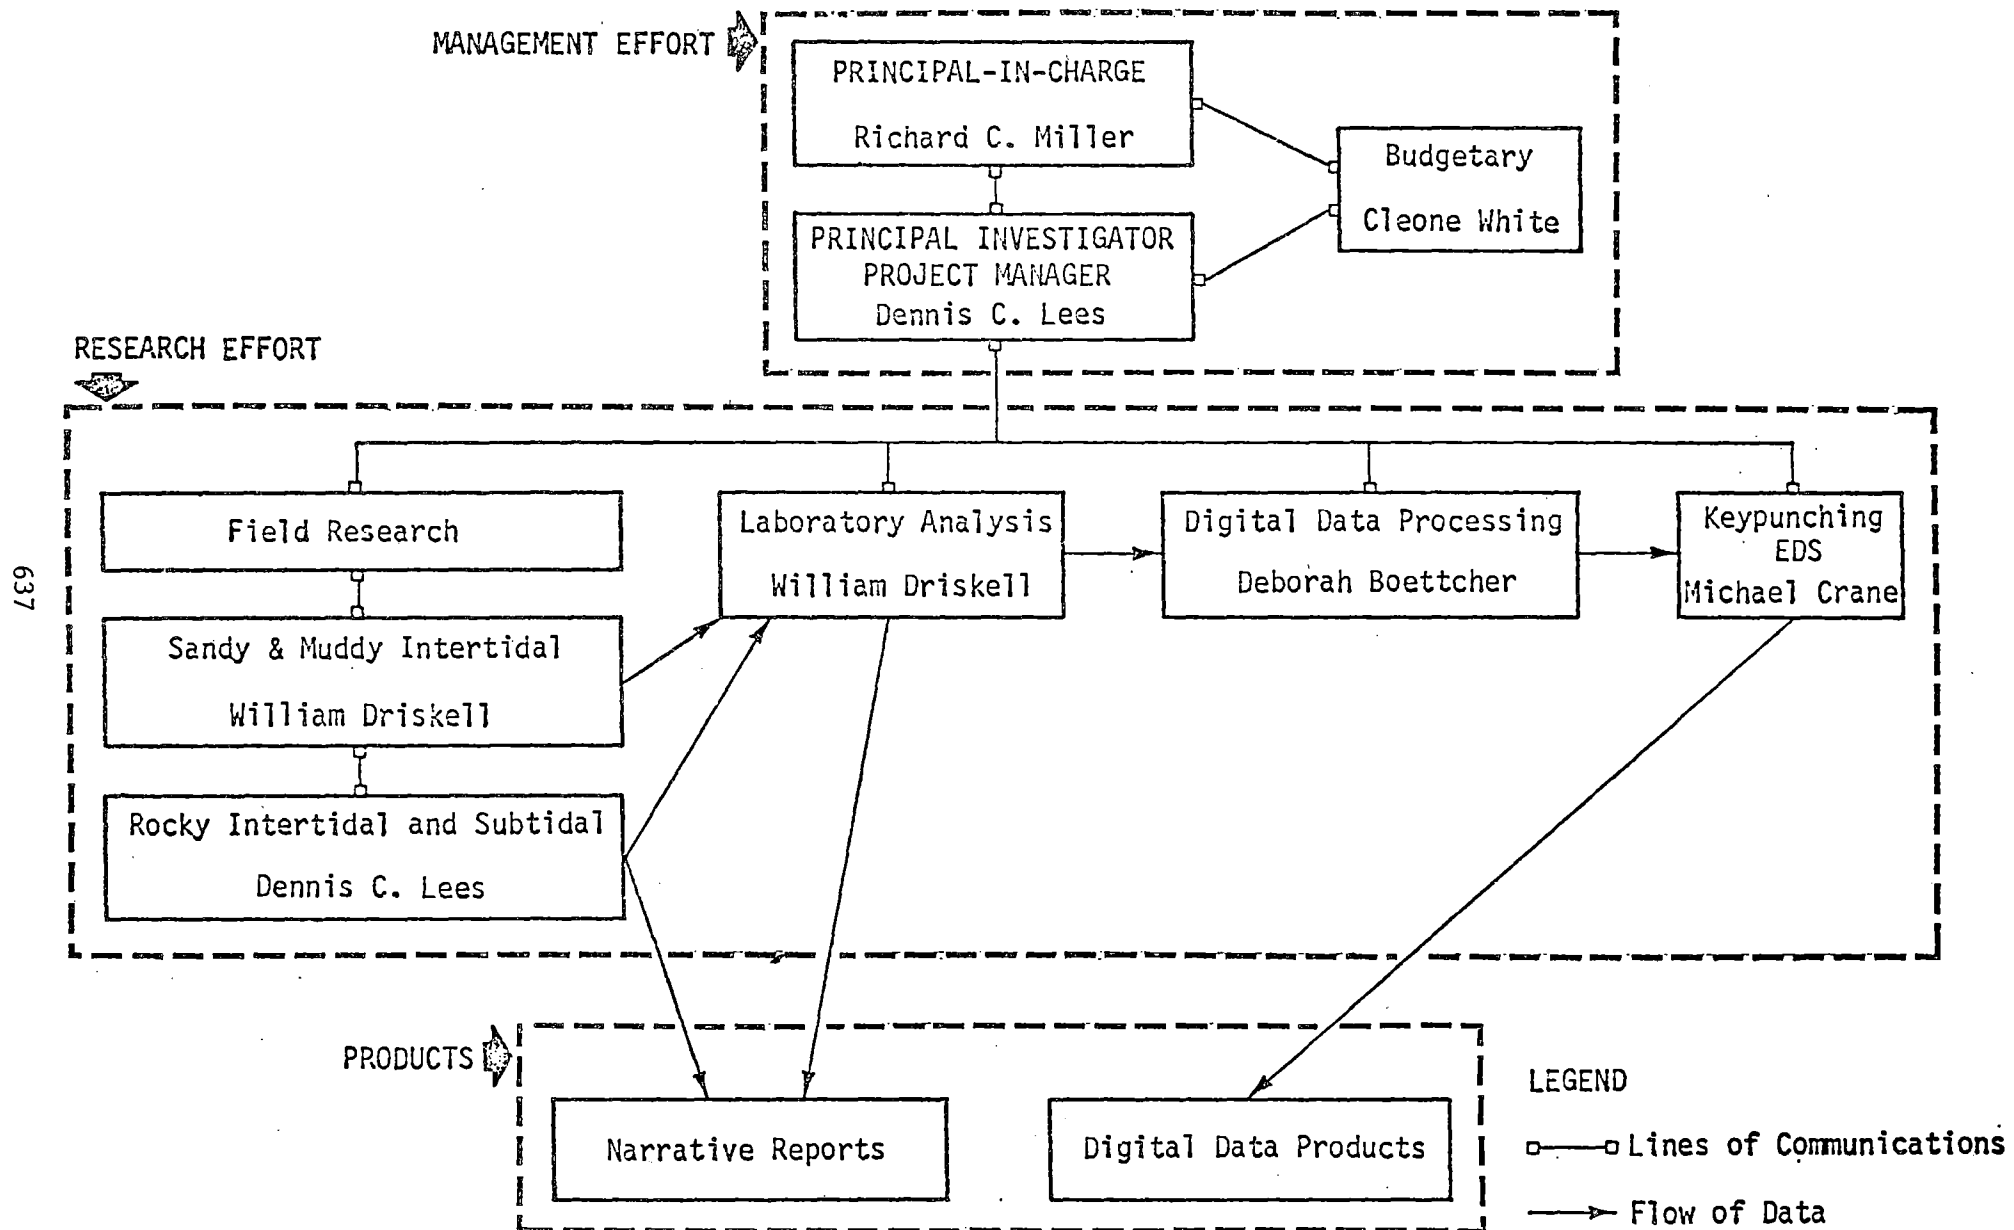 MANAGEMENT EFFORT
PRINCIPAL-IN-CHARGE
Richard C. Miller
Budgetary
Cleone White
PRINCIPAL INVESTIGATOR
PROJECT MANAGER
Dennis C. Lees
RESEARCH EFFORT
Field Research
Laboratory Analysis
William Driskell
Digital Data Processing
Deborah Boettcher
Keypunching
EDS
Michael Crane
Sandy & Muddy Intertidal
William Driskell
Rocky Intertidal and Subtidal
Dennis C. Lees
637
PRODUCTS
Narrative Reports
Digital Data Products
LEGEND
Lines of Communications
Flow of Data